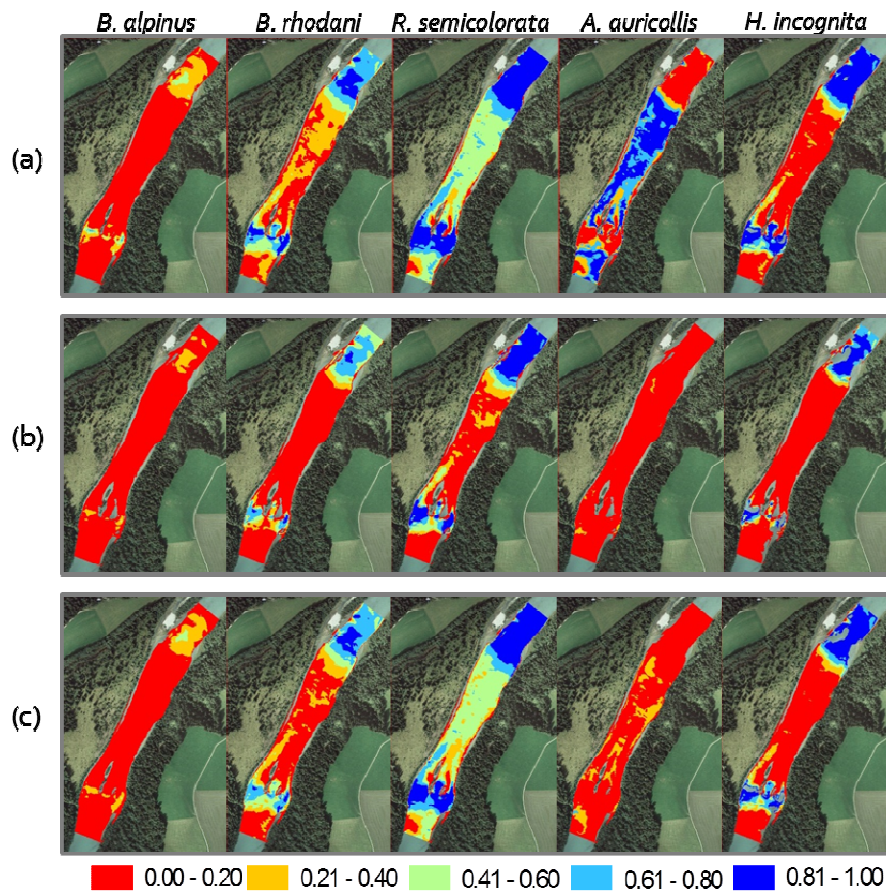 B. alpinus B. rhodani R. semicolorata A. auricollis H. incognita
(a)
(b)
(c)
0.00 - 0.20 0.21 - 0.40 0.41 - 0.60 0.61 - 0.80 0.81 - 1.00